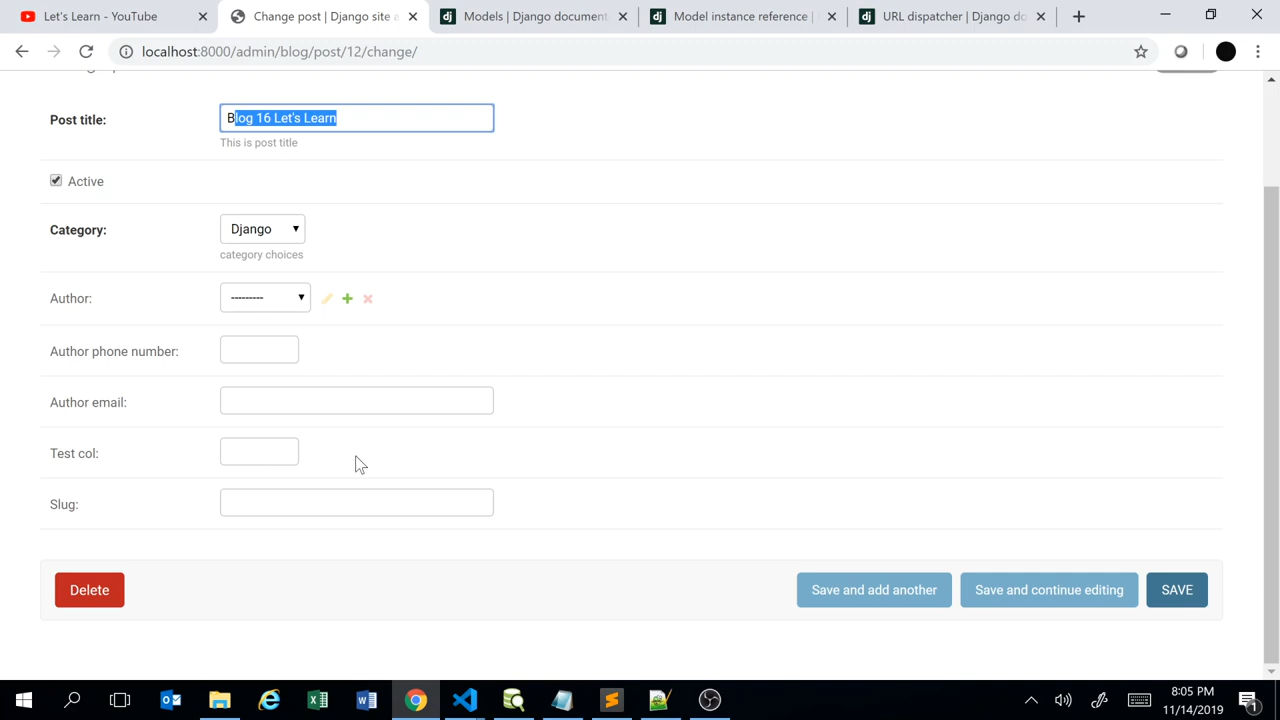 Let's Learn - YouTube
Change post | Django site a
Models | Django document
Model instance reference |
URL dispatcher | Django do
localhost:8000/admin/blog/post/12/change/
Post title:
Blog 16 Let's Learn
This is post title
Active
Category:
Django
category choices
Author:
---------
Author phone number:
Author email:
Test col:
Slug:
Delete
Save and add another
Save and continue editing
SAVE
8:05 PM
11/14/2019
1